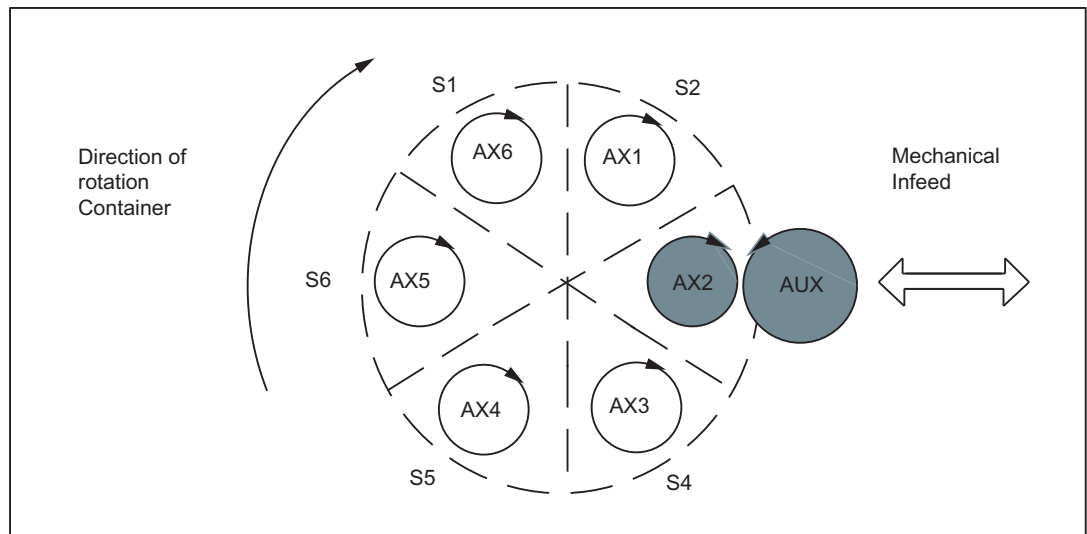 S1
S2
Direction of
rotation
Container
Mechanical
Infeed
AX6
AX1
S6
AX5
AX2
AUX
AX4
AX3
S5
S4